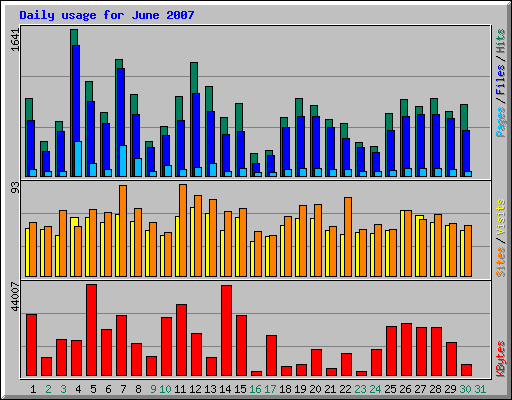 Daily usage for June 2007
1641
Pages / Files / Hits
93
Sites / Visits
44007
KBytes
1 2 3 4 5 6 7 8 9 10 11 12 13 14 15 16 17 18 19 20 21 22 23 24 25 26 27 28 29 30 31